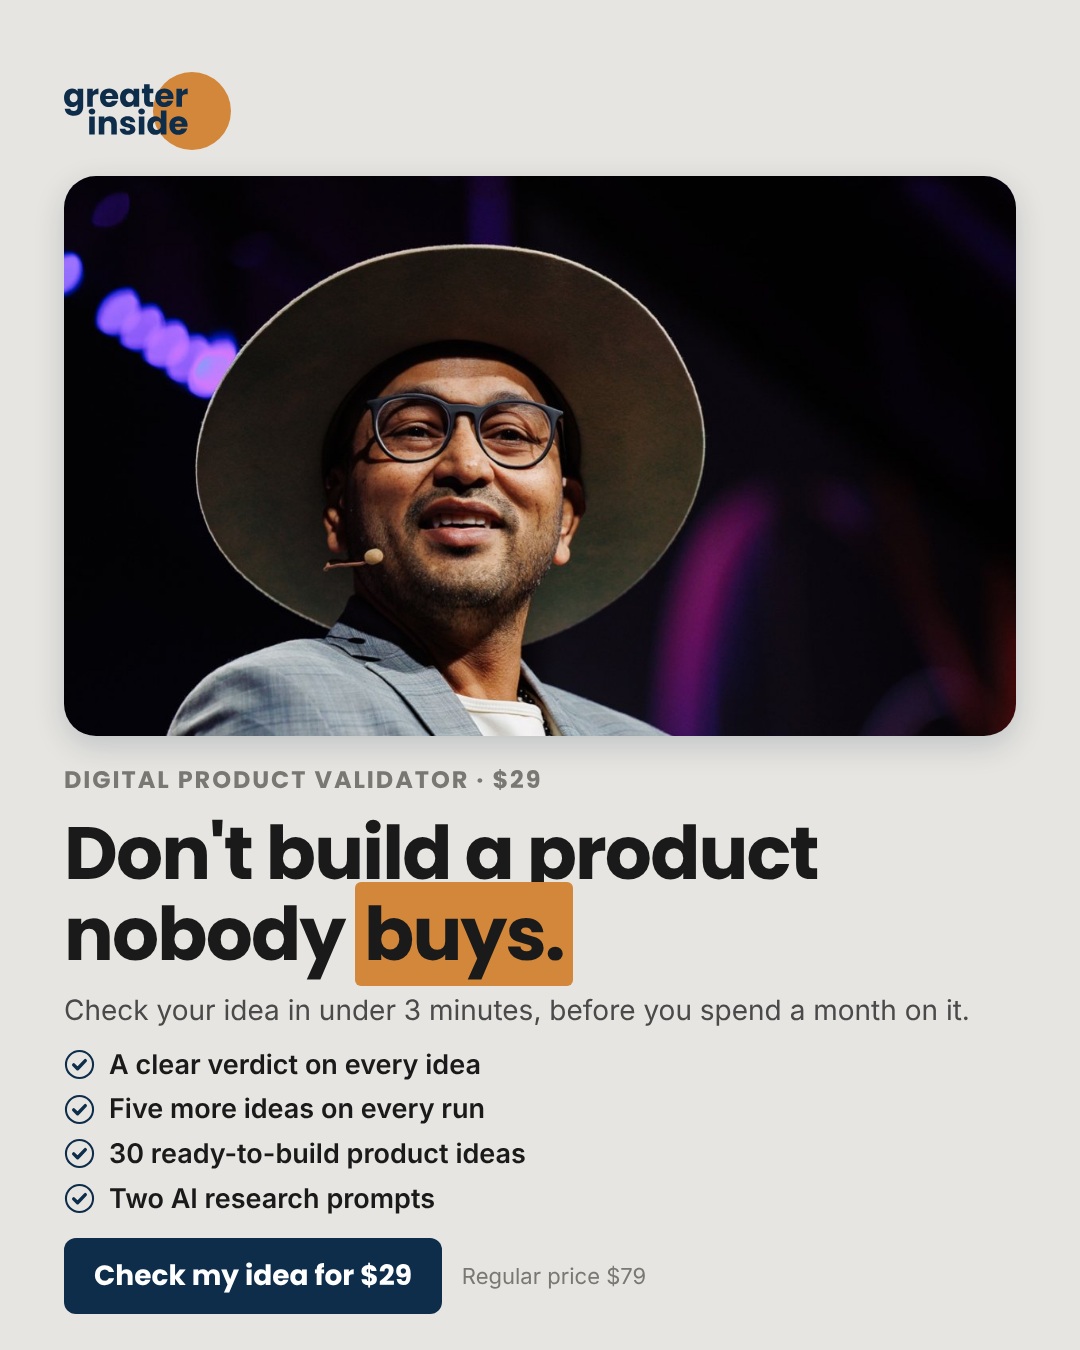 greater
inside
DIGITAL PRODUCT VALIDATOR · $29
Don't build a product
nobody buys.
Check your idea in under 3 minutes, before you spend a month on it.
A clear verdict on every idea
Five more ideas on every run
30 ready-to-build product ideas
Two AI research prompts
Check my idea for $29
Regular price $79